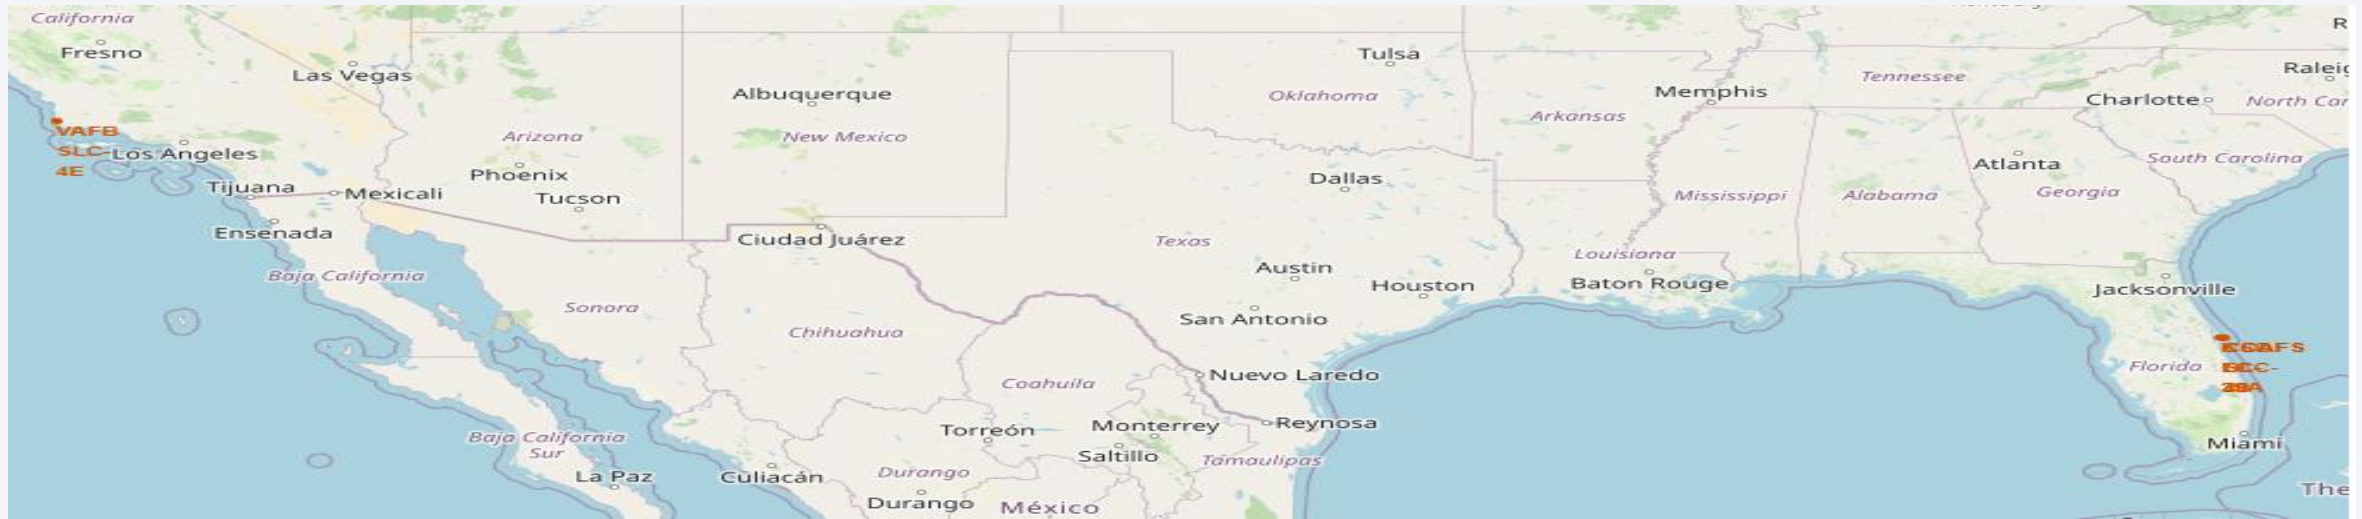 California
Fresno
Las Vegas
Tulsa
Albuquerque
Oklahoma
Memphis
Tennessee
Charlotte
North Car
Raleig
R
VAFB
SLC-
4E
Los Angeles
Arizona
New Mexico
Arkansas
Phoenix
Tucson
Dallas
Atlanta
South Carolina
Tijuana
Mexicali
Mississippi
Alabama
Georgia
Ensenada
Ciudad Juárez
Texas
Louisiana
Baja California
Austin
Houston
Baton Rouge
Jacksonville
Sonora
Chihuahua
San Antonio
Coahuila
Nuevo Laredo
Florida
Baja California
Sur
Torreón
Monterrey
Reynosa
Saltillo
Tamaulipas
Miami
La Paz
Culiacán
Durango
Durango
México
The